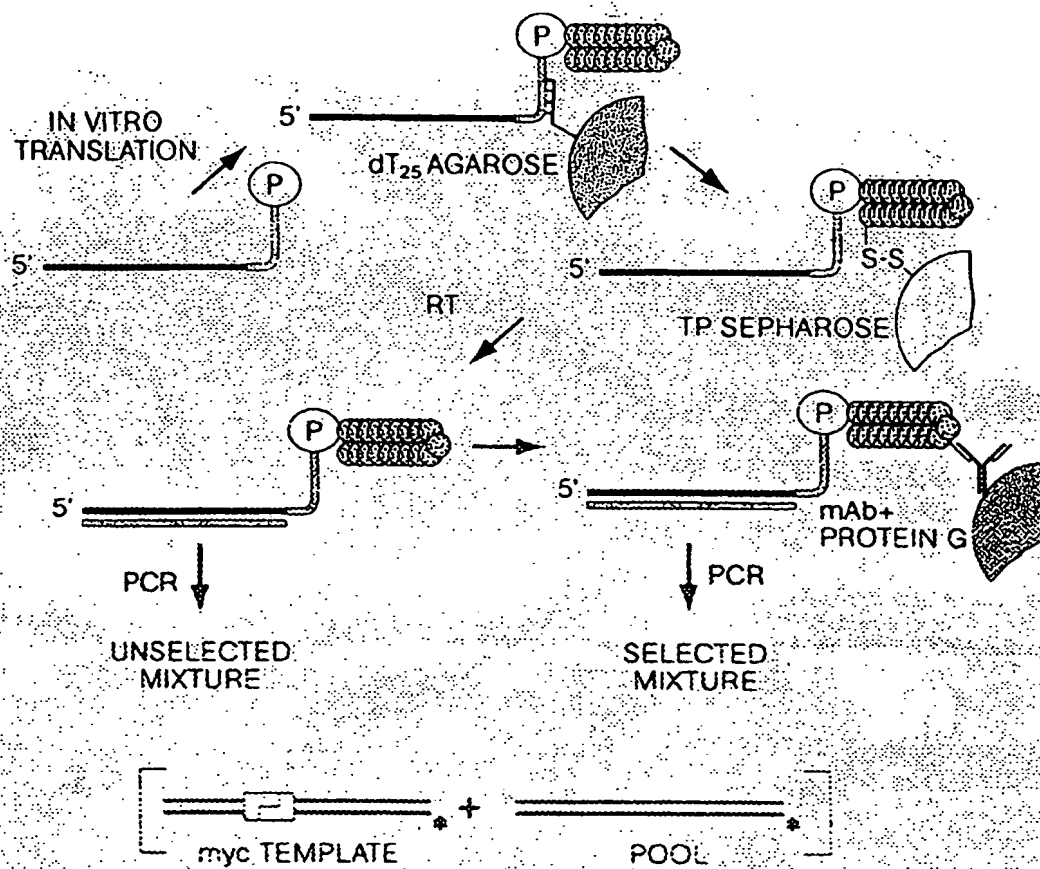 P
5'
IN VITRO
TRANSLATION
dT25 AGAROSE
P
5'
P
5'
S-S
TP SEPHAROSE
RT
P
5'
P
5'
mAb+
PROTEIN G
PCR
PCR
UNSELECTED
MIXTURE
SELECTED
MIXTURE
+
*
*
myc TEMPLATE
POOL